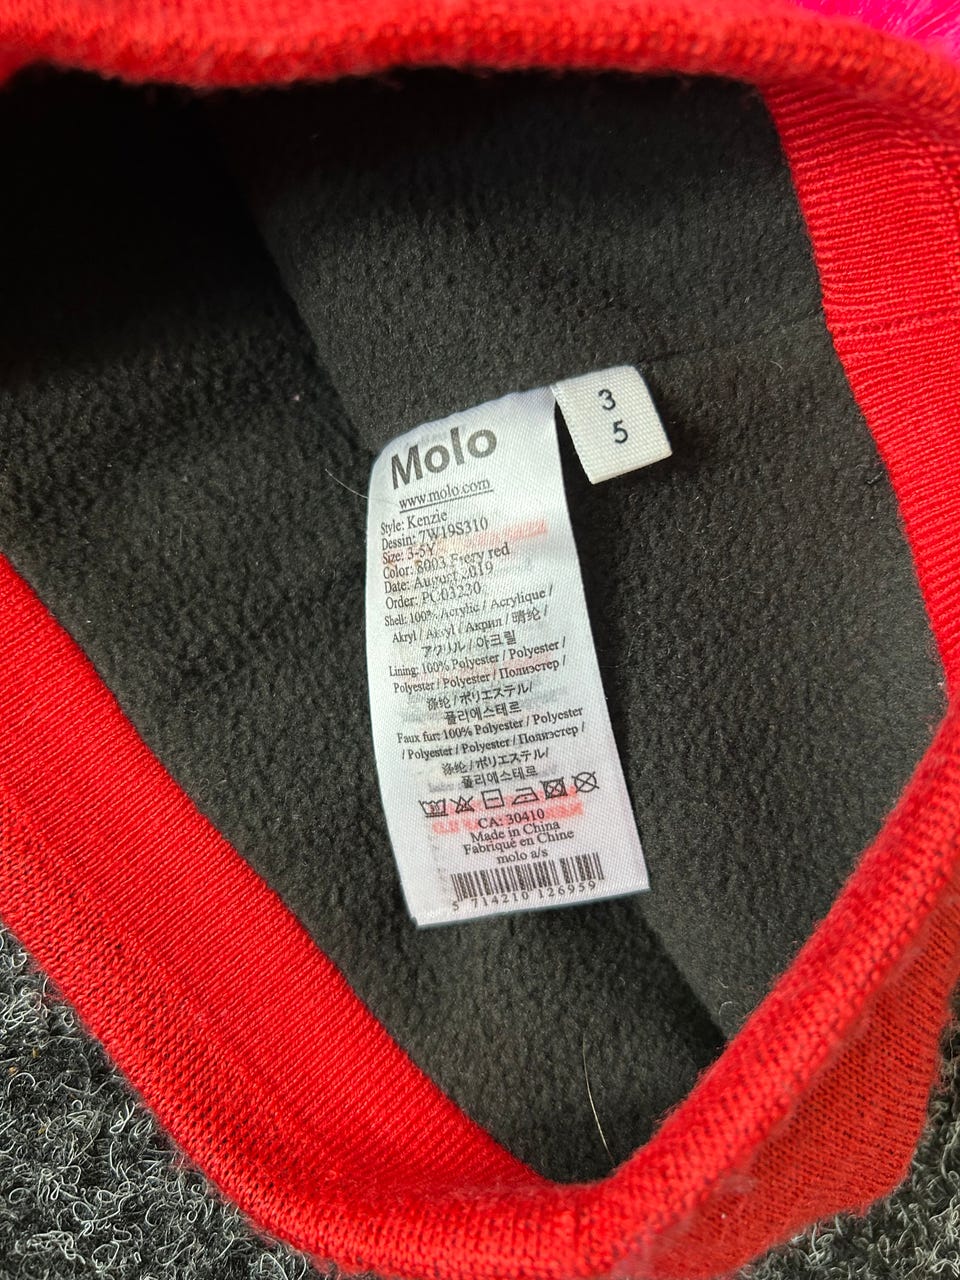 3
5
Molo
www.molo.com
Style: Kenzie
Dessin: 7W19S310
Size: 3-5Y
Color: 8003 Fiery red
Date: August 2019
Order: PC03230
Shell: 100% Acrylic / Acrylique /
Akryl / Akryl / Акрил / 晴纶 /
アクリル / 아크릴
Lining: 100% Polyester / Polyester /
Polyester / Polyester / Полиэстер /
涤纶 / ポリエステル/
폴리에스테르
Faux fur: 100% Polyester / Polyester
/ Polyester / Polyester / Полиэстер /
涤纶 / ポリエステル/
폴리에스테르
CA: 30410
Made in China
Fabriqué en Chine
molo a/s
5 714210 126959